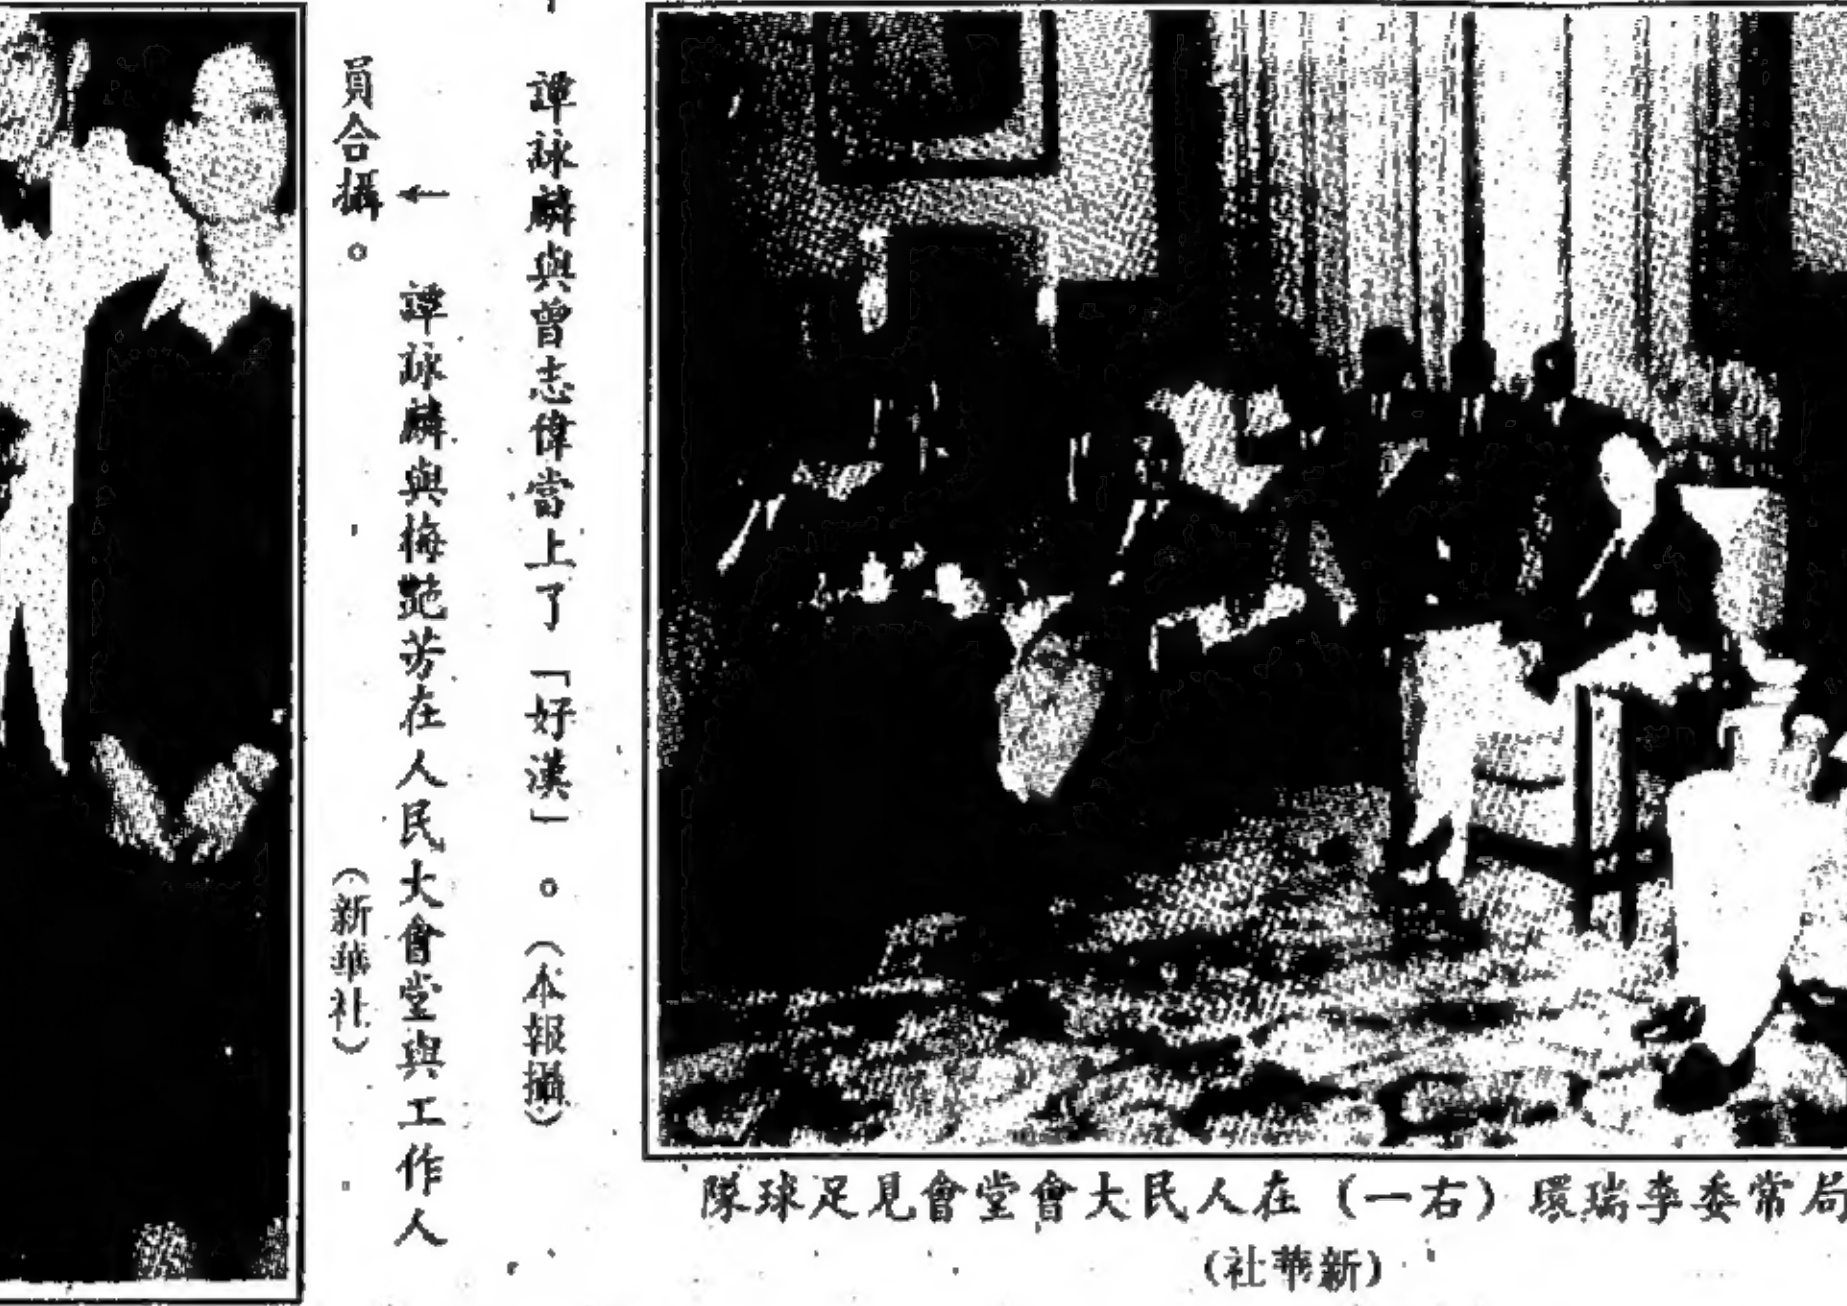 譚詠麟與曾志偉當上了「好漢」。(本報攝)
← 譚詠麟與梅艷芳在人民大會堂與工作人
員合攝。(新華社)
局常委李瑞環(右一)在人民大會堂會見足球隊
(新華社)